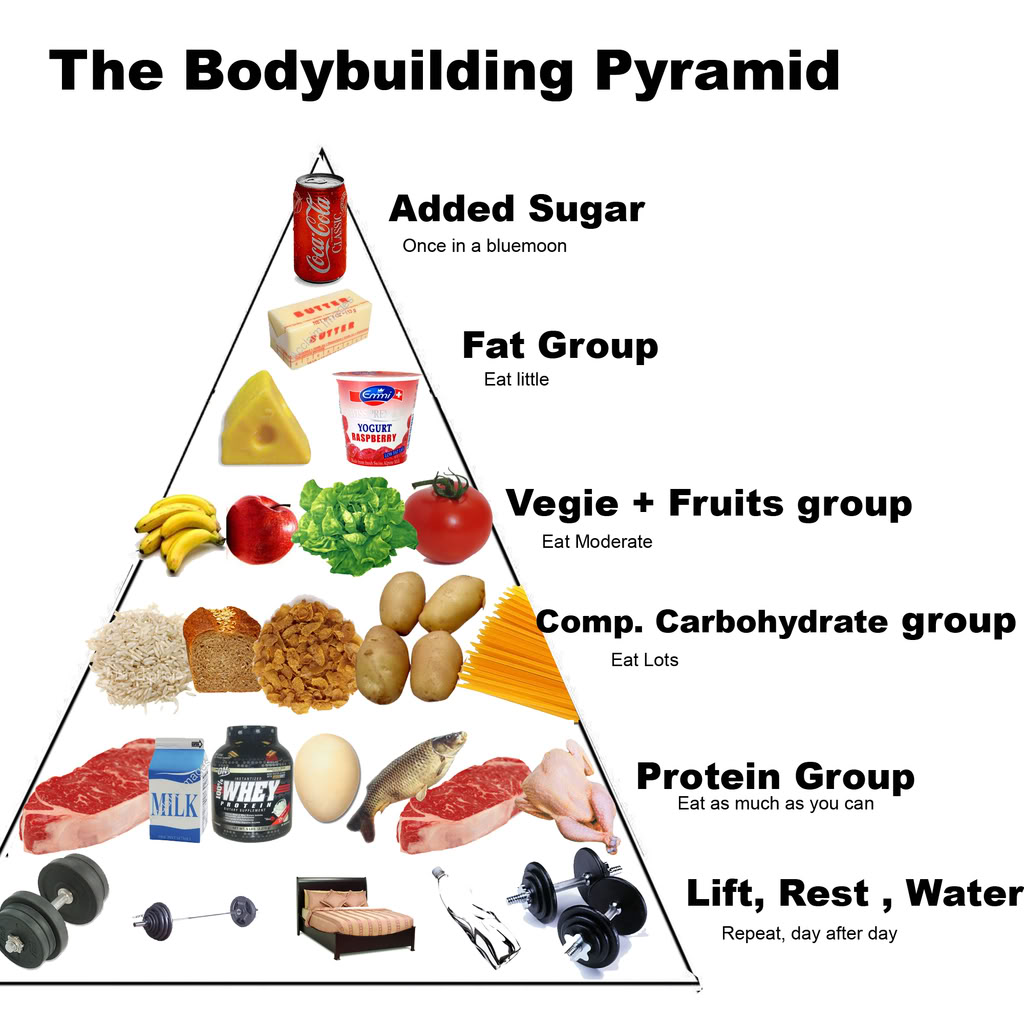 The Bodybuilding Pyramid
Coca-Cola
CLASSIC
Added Sugar
Once in a bluemoon
BUTTER
BUTTER
Fat Group
Eat little
Emmi
YOGURT
RASPBERRY
Vegie + Fruits group
Eat Moderate
Comp. Carbohydrate group
Eat Lots
MILK
100%
WHEY
PROTEIN
Protein Group
Eat as much as you can
Lift, Rest , Water
Repeat, day after day